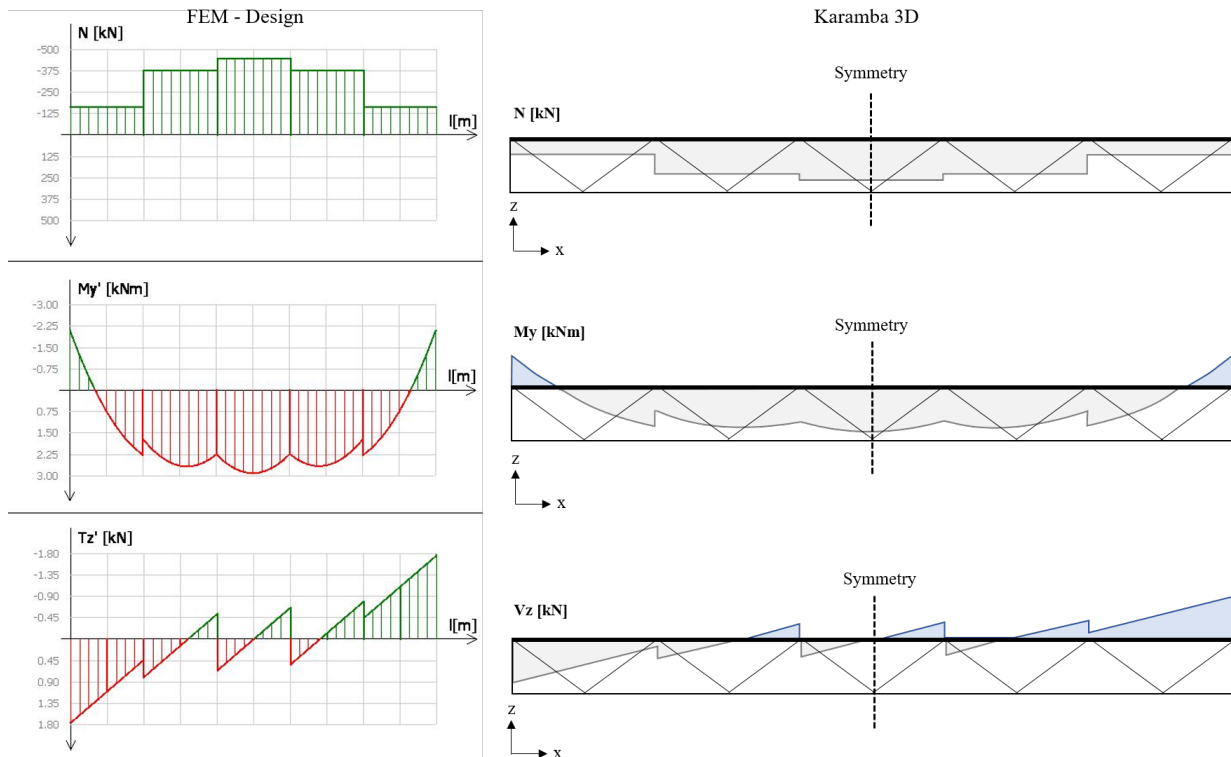 FEM - Design
N [kN]
-500
-375
-250
-125
l[m]
125
250
375
500
My' [kNm]
-3.00
-2.25
-1.50
-0.75
l[m]
0.75
1.50
2.25
3.00
Tz' [kN]
-1.80
-1.35
-0.90
-0.45
l[m]
0.45
0.90
1.35
1.80
Karamba 3D
Symmetry
N [kN]
z
x
Symmetry
My [kNm]
z
x
Symmetry
Vz [kN]
z
x